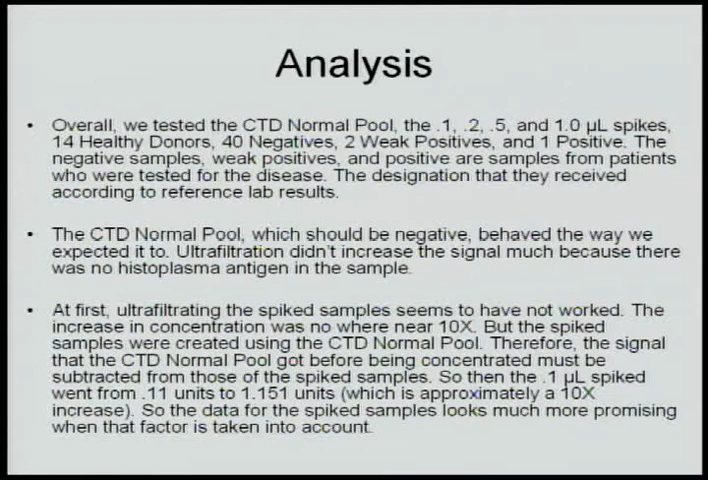 Analysis
• Overall, we tested the CTD Normal Pool, the .1, .2, .5, and 1.0 µL spikes,
14 Healthy Donors, 40 Negatives, 2 Weak Positives, and 1 Positive. The
negative samples, weak positives, and positive are samples from patients
who were tested for the disease. The designation that they received
according to reference lab results.
• The CTD Normal Pool, which should be negative, behaved the way we
expected it to. Ultrafiltration didn't increase the signal much because there
was no histoplasma antigen in the sample.
• At first, ultrafiltrating the spiked samples seems to have not worked. The
increase in concentration was no where near 10X. But the spiked
samples were created using the CTD Normal Pool. Therefore, the signal
that the CTD Normal Pool got before being concentrated must be
subtracted from those of the spiked samples. So then the .1 µL spiked
went from .11 units to 1.151 units (which is approximately a 10X
increase). So the data for the spiked samples looks much more promising
when that factor is taken into account.